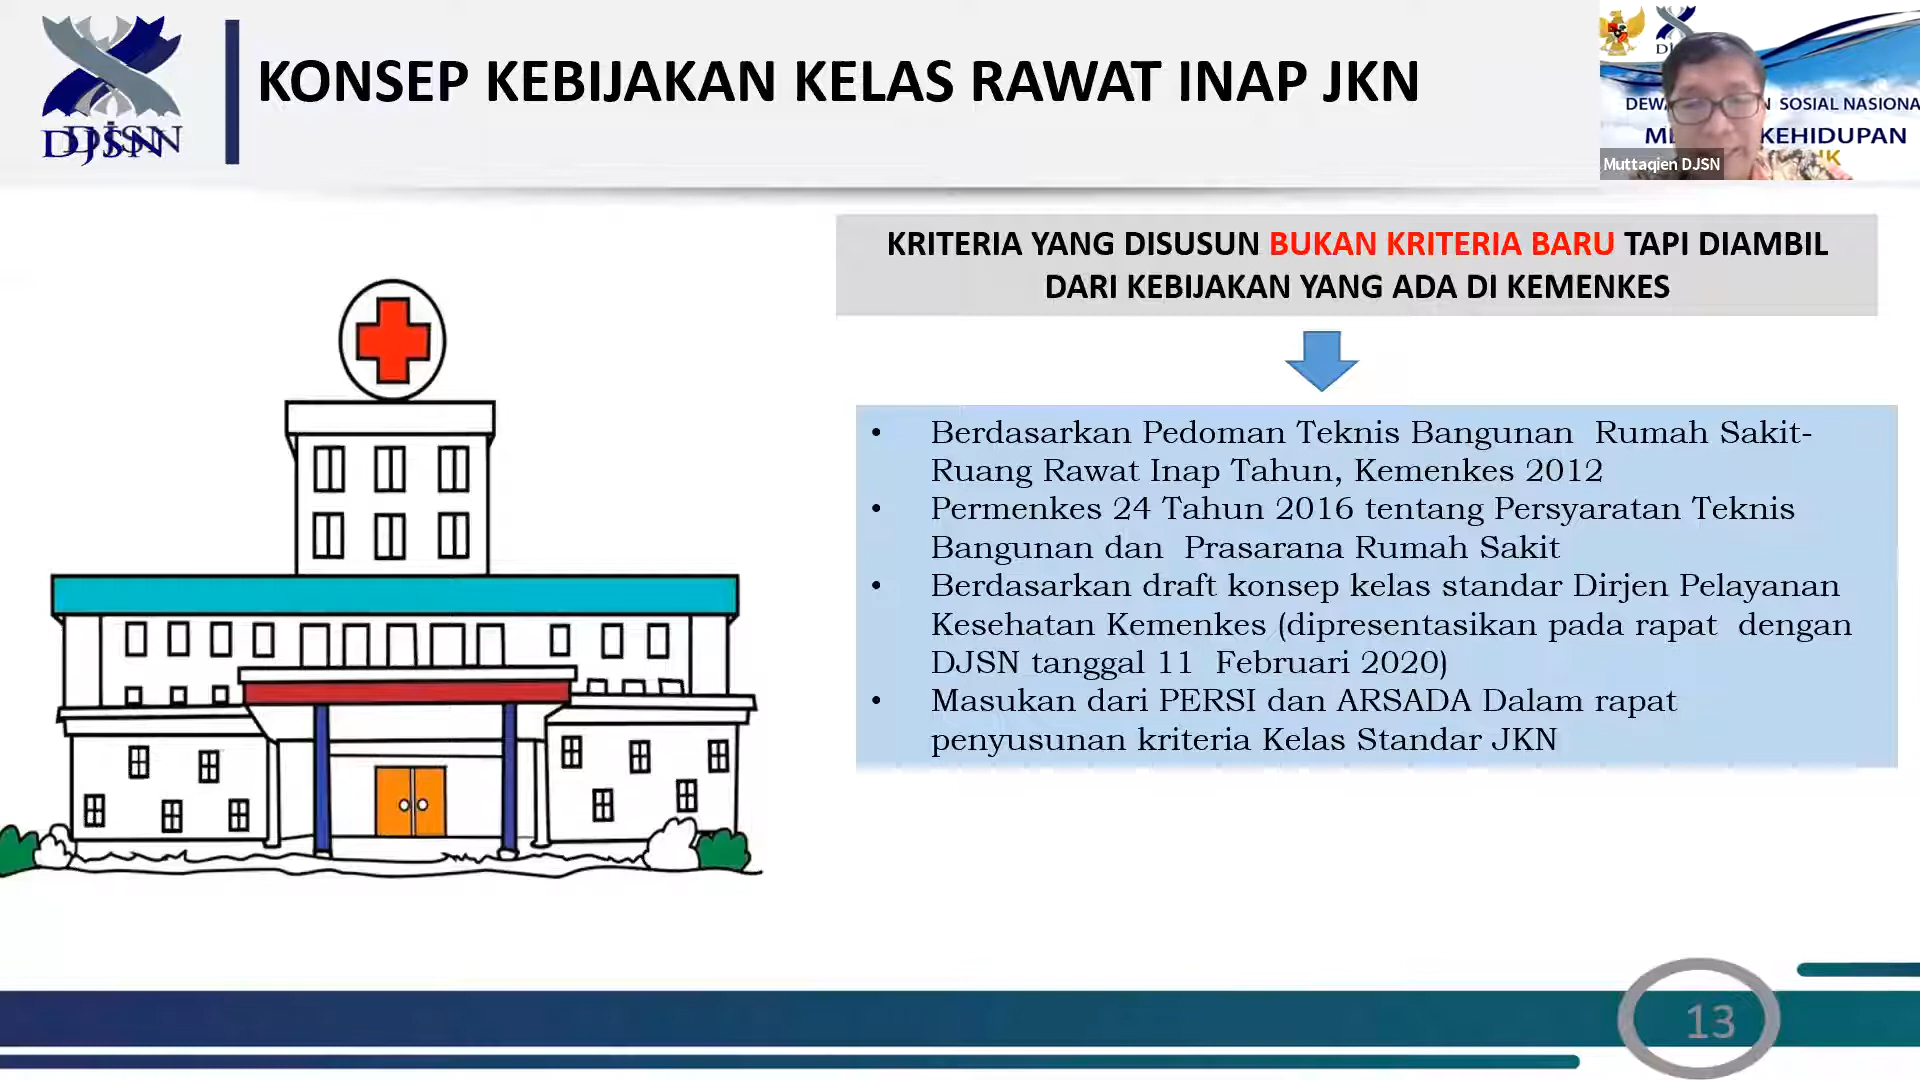 DJSN
KONSEP KEBIJAKAN KELAS RAWAT INAP JKN
SOSIAL NASIONA
KEHIDUPAN
Muttaqien DJSN
KRITERIA YANG DISUSUN BUKAN KRITERIA BARU TAPI DIAMBIL
DARI KEBIJAKAN YANG ADA DI KEMENKES
• Berdasarkan Pedoman Teknis Bangunan Rumah Sakit-
Ruang Rawat Inap Tahun, Kemenkes 2012
• Permenkes 24 Tahun 2016 tentang Persyaratan Teknis
Bangunan dan Prasarana Rumah Sakit
• Berdasarkan draft konsep kelas standar Dirjen Pelayanan
Kesehatan Kemenkes (dipresentasikan pada rapat dengan
DJSN tanggal 11 Februari 2020)
• Masukan dari PERSI dan ARSADA Dalam rapat
penyusunan kriteria Kelas Standar JKN
13